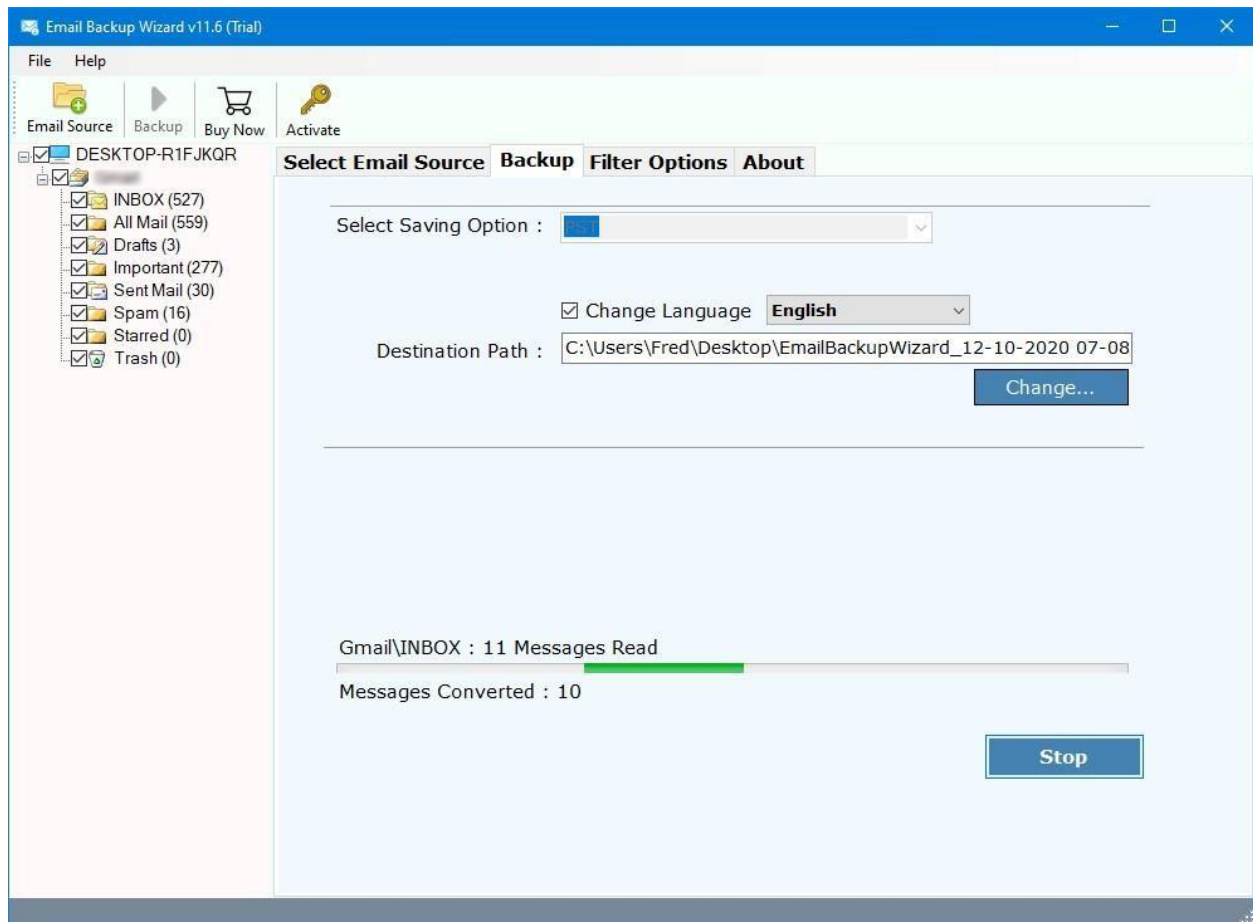 Email Backup Wizard v11.6 (Trial)
File Help
Email Source Backup Buy Now Activate
DESKTOP-R1FJKQR
INBOX (527)
All Mail (559)
Drafts (3)
Important (277)
Sent Mail (30)
Spam (16)
Starred (0)
Trash (0)
Select Email Source Backup Filter Options About
Select Saving Option : PST
Change Language English
Destination Path : C:\Users\Fred\Desktop\EmailBackupWizard_12-10-2020 07-08
Change...
Gmail\INBOX : 11 Messages Read
Messages Converted : 10
Stop